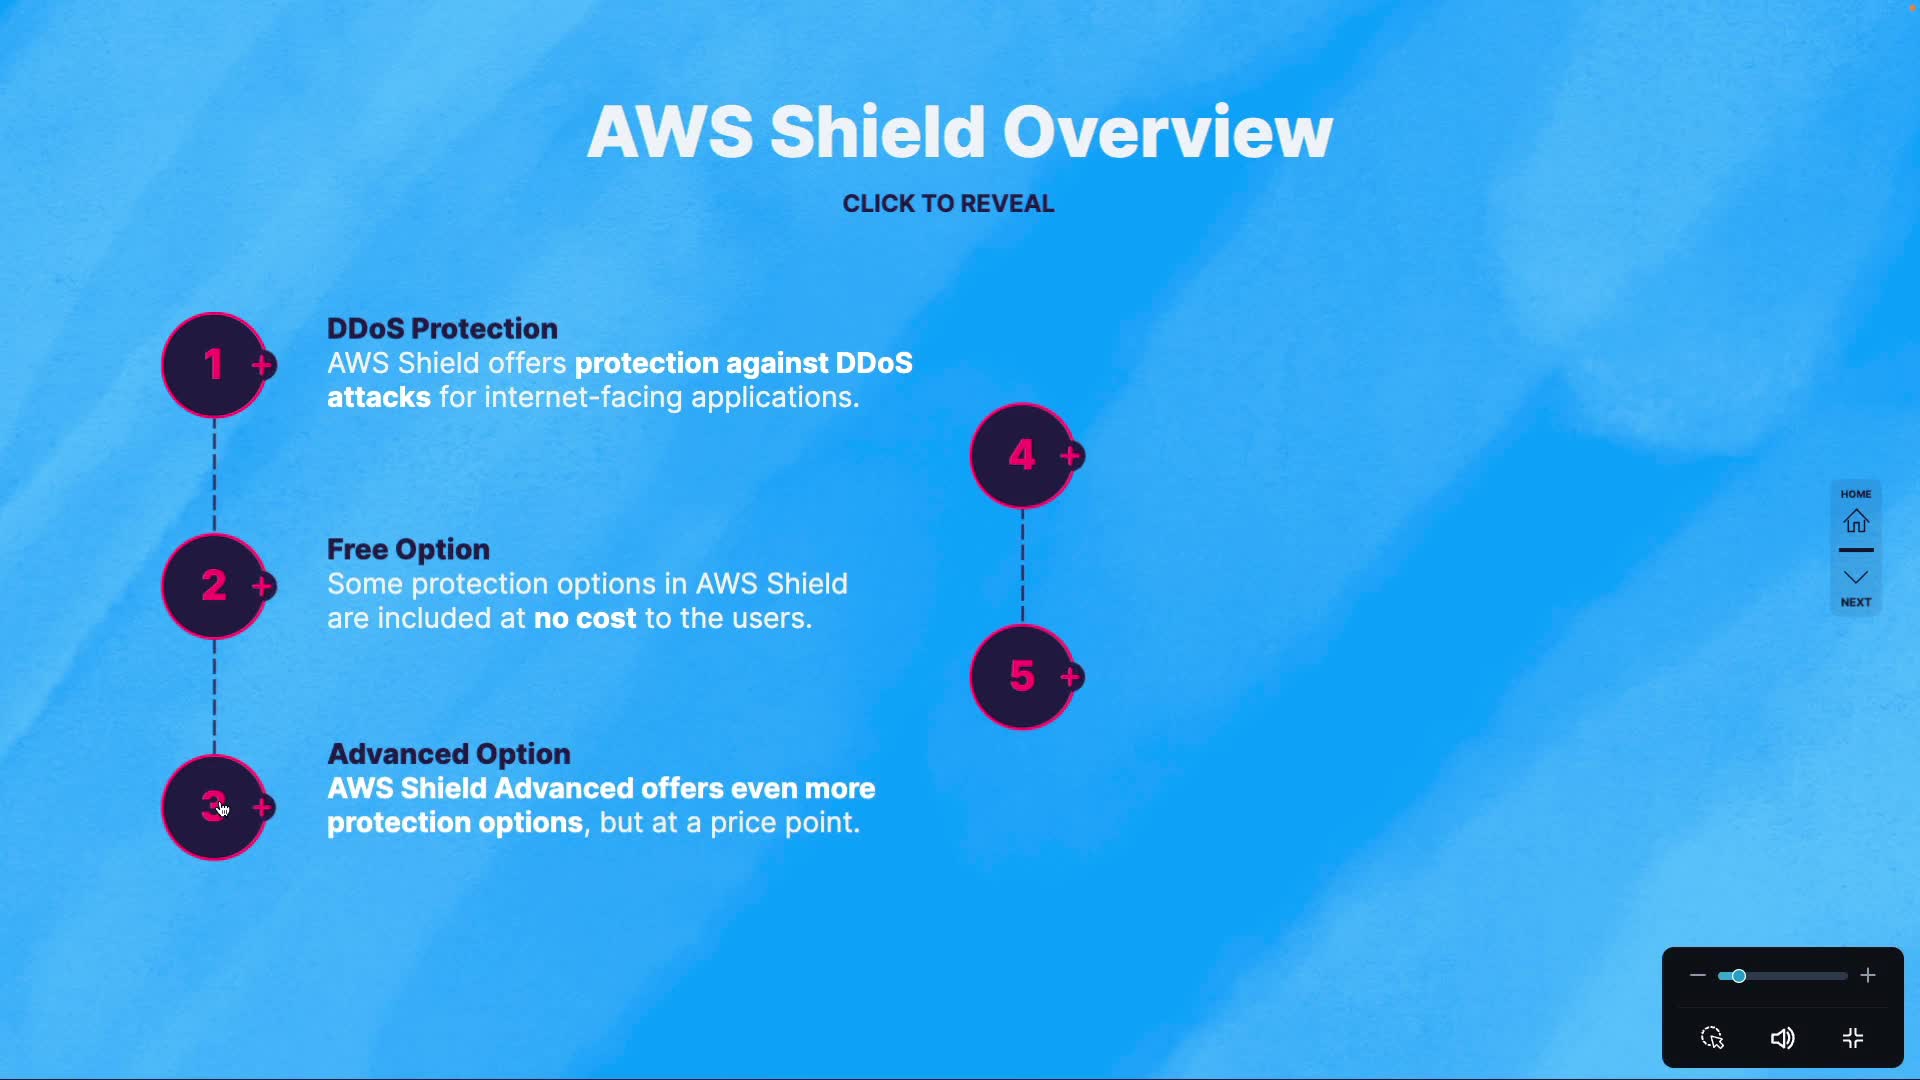 AWS Shield Overview
CLICK TO REVEAL
1
DDoS Protection
AWS Shield offers protection against DDoS
attacks for internet-facing applications.
2
Free Option
Some protection options in AWS Shield
are included at no cost to the users.
3
Advanced Option
AWS Shield Advanced offers even more
protection options, but at a price point.
4
5
HOME
NEXT